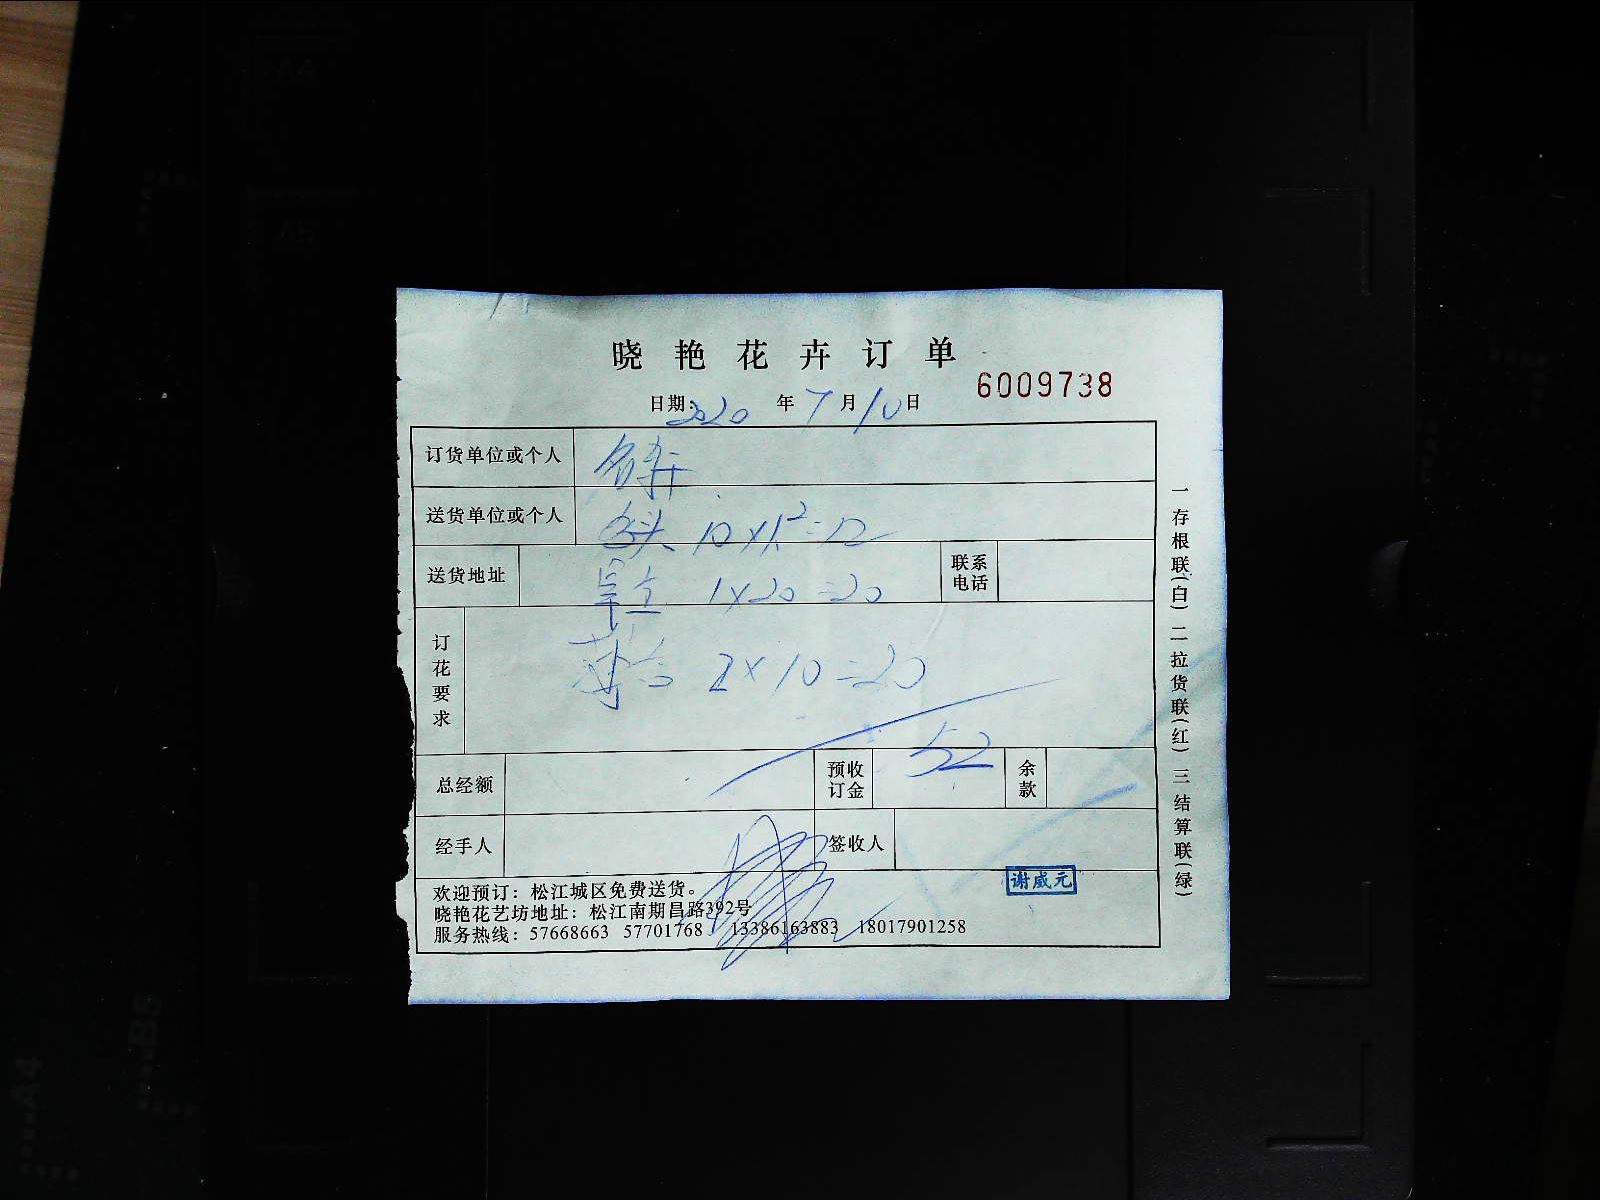 晓艳花卉订单
6009738
日期: 2020 年 7 月 10 日
订货单位或个人
送货单位或个人 10 x 1.2 = 12
送货地址 1 x 20 = 20 联系电话
订花要求 2 x 10 = 20
总经额 预收订金 52 余款
经手人 签收人
谢威元
欢迎预订：松江城区免费送货。
晓艳花艺坊地址：松江南期昌路392号
服务热线：57668663 57701768 13386163883 18017901258
一存根联(白)二拉货联(红)三结算联(绿)
A4
A5
B5
A4